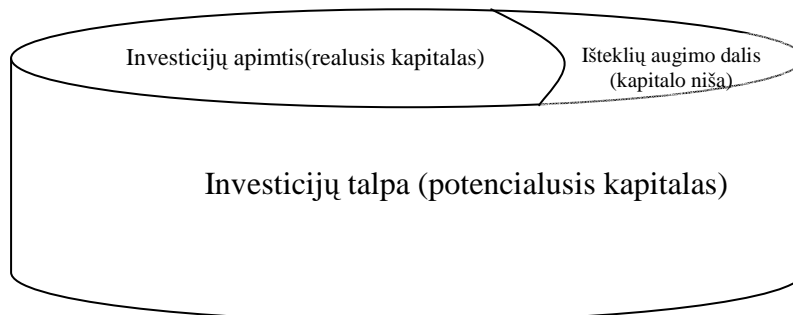 Investicijų apimtis(realusis kapitalas)
Išteklių augimo dalis
(kapitalo niša)
Investicijų talpa (potencialusis kapitalas)